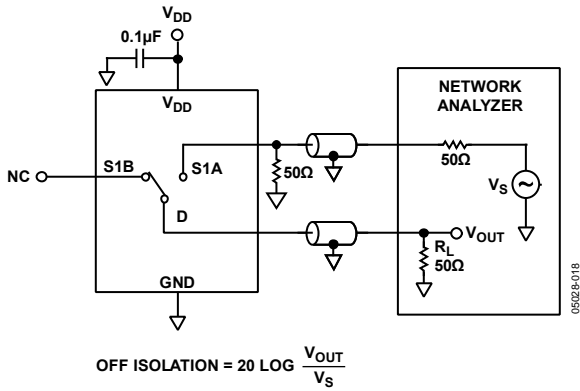 VDD
0.1µF
VDD
NETWORK
ANALYZER
S1B
S1A
NC
50Ω
50Ω
VS
D
VOUT
RL
50Ω
GND
05028-018
OFF ISOLATION = 20 LOG VOUT
VS